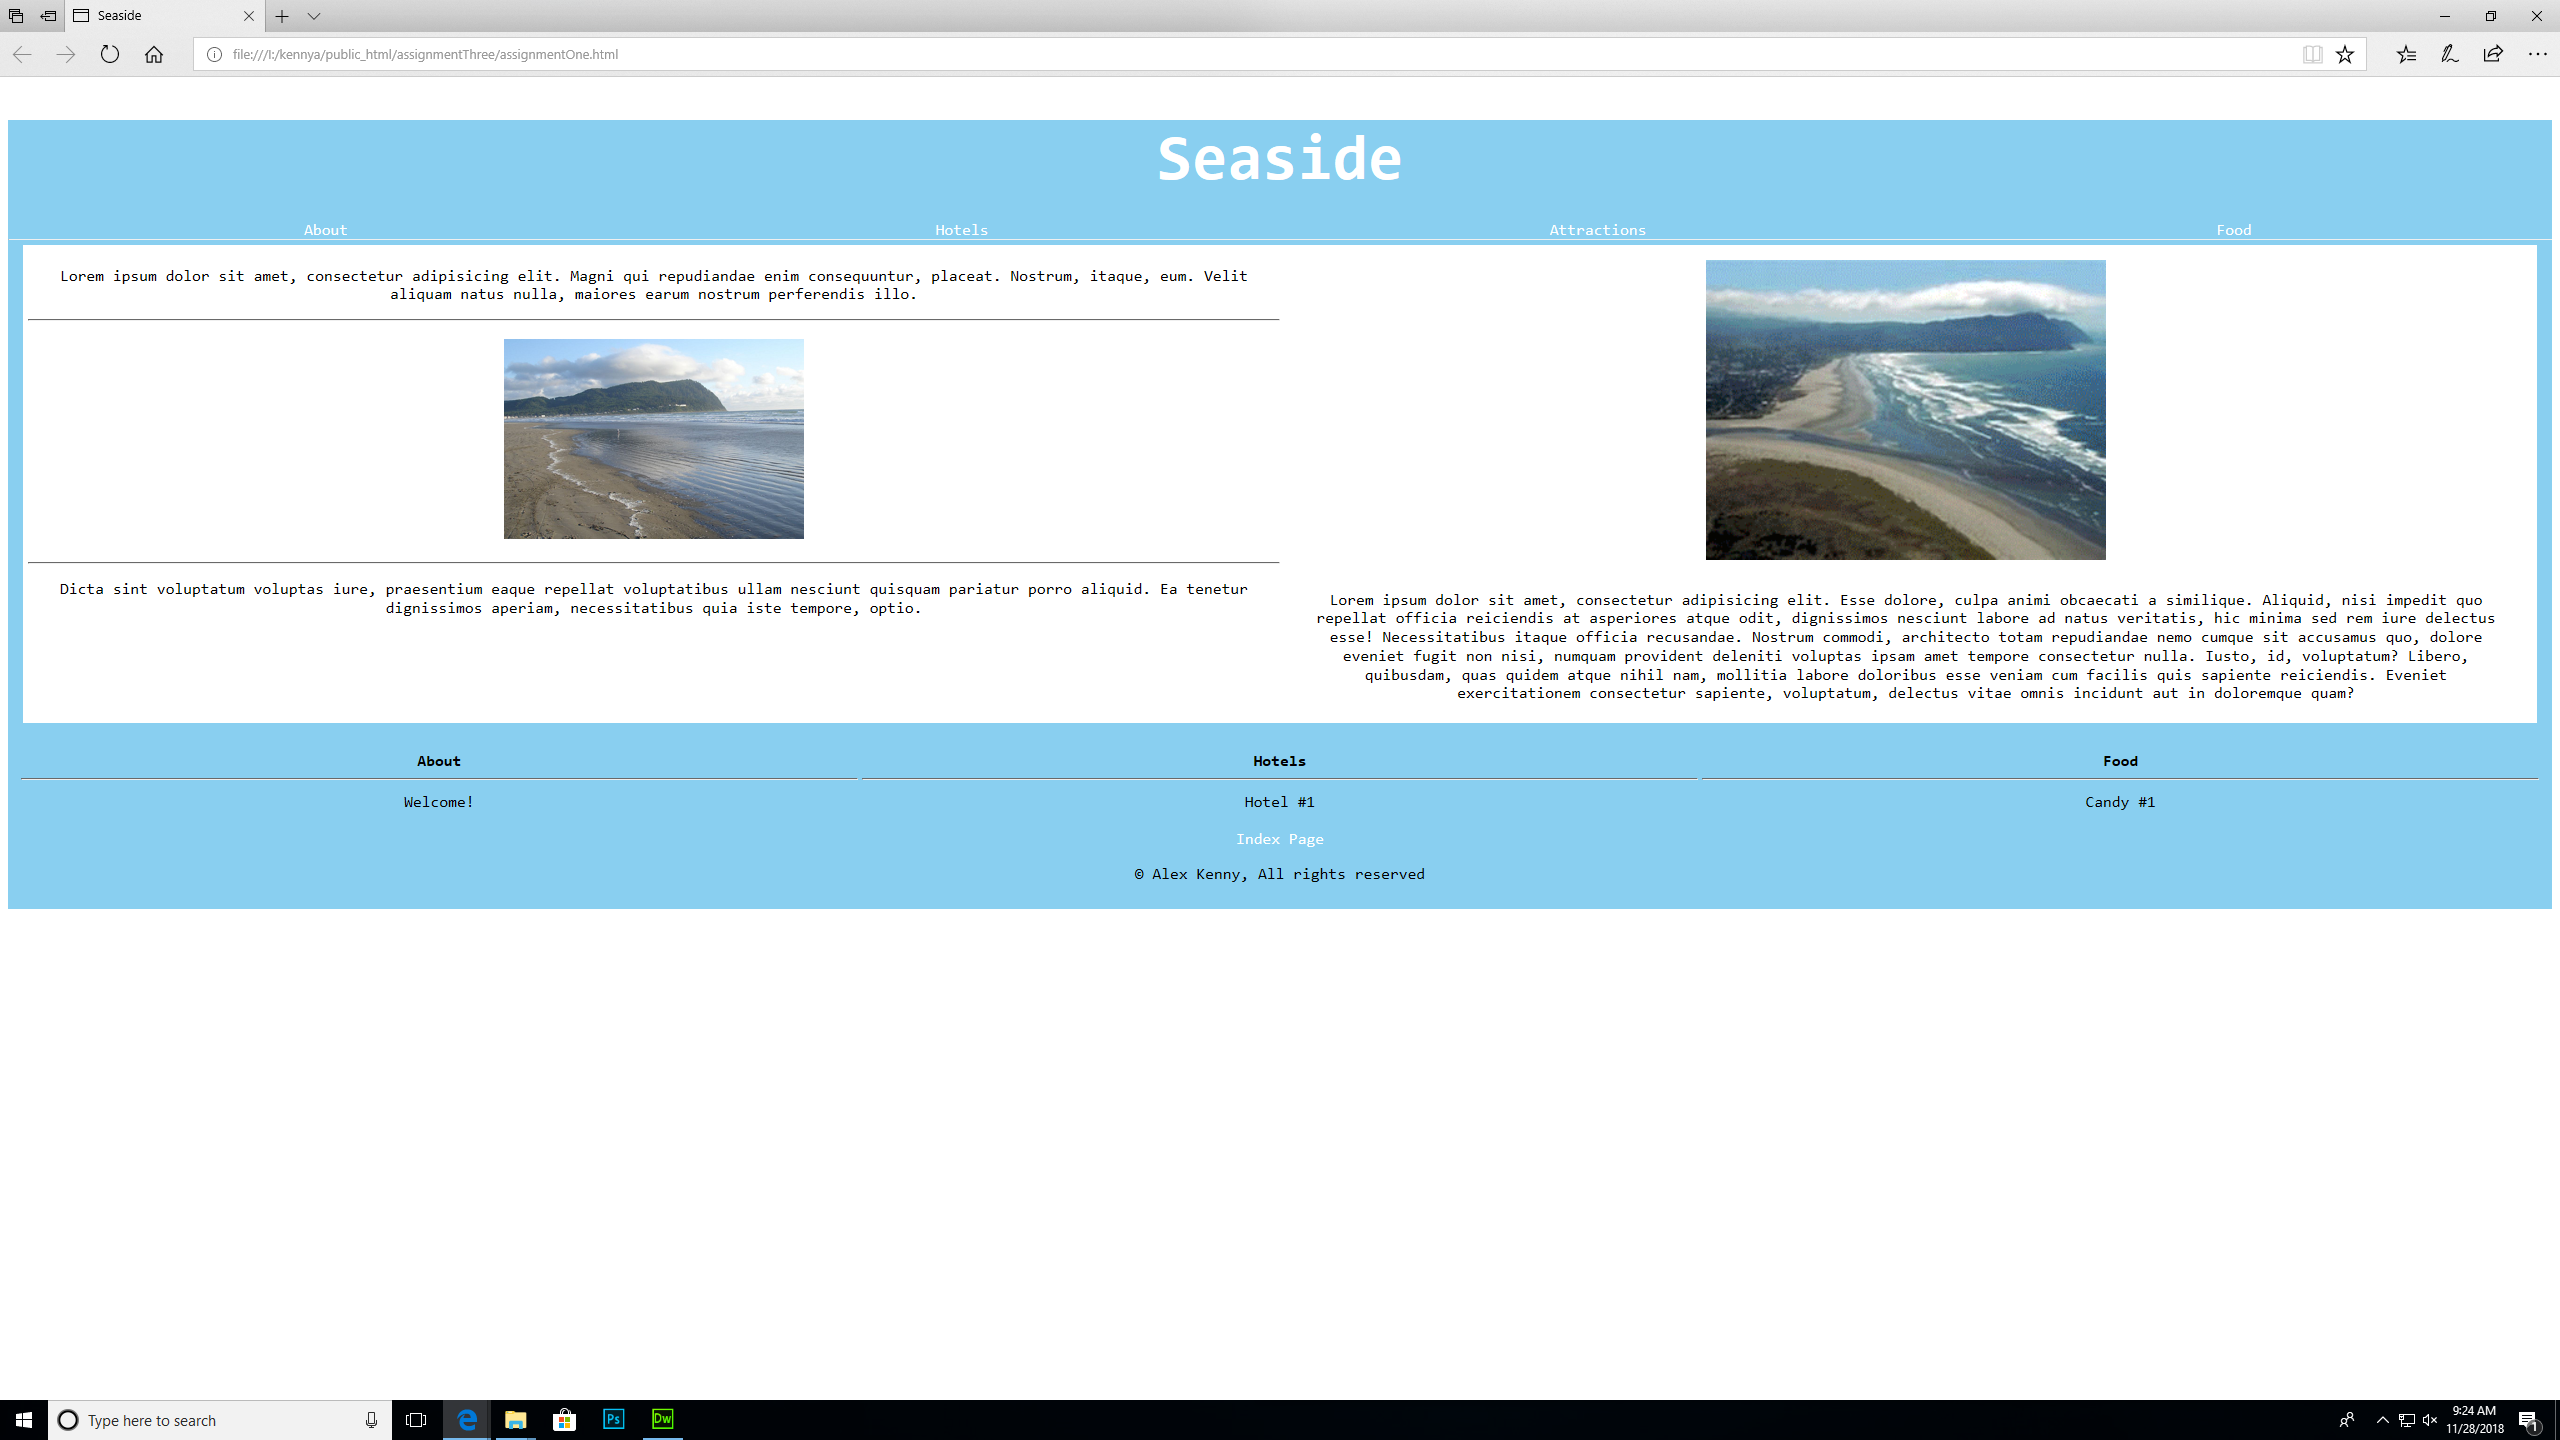 Seaside
file:///I:/kennya/public_html/assignmentThree/assignmentOne.html
Seaside
About Hotels Attractions Food
Lorem ipsum dolor sit amet, consectetur adipisicing elit. Magni qui repudiandae enim consequuntur, placeat. Nostrum, itaque, eum. Velit
aliquam natus nulla, maiores earum nostrum perferendis illo.
Dicta sint voluptatum voluptas iure, praesentium eaque repellat voluptatibus ullam nesciunt quisquam pariatur porro aliquid. Ea tenetur
dignissimos aperiam, necessitatibus quia iste tempore, optio.
Lorem ipsum dolor sit amet, consectetur adipisicing elit. Esse dolore, culpa animi obcaecati a similique. Aliquid, nisi impedit quo
repellat officia reiciendis at asperiores atque odit, dignissimos nesciunt labore ad natus veritatis, hic minima sed rem iure delectus
esse! Necessitatibus itaque officia recusandae. Nostrum commodi, architecto totam repudiandae nemo cumque sit accusamus quo, dolore
eveniet fugit non nisi, numquam provident deleniti voluptas ipsam amet tempore consectetur nulla. Iusto, id, voluptatum? Libero,
quibusdam, quas quidem atque nihil nam, mollitia labore doloribus esse veniam cum facilis quis sapiente reiciendis. Eveniet
exercitationem consectetur sapiente, voluptatum, delectus vitae omnis incidunt aut in doloremque quam?
About Hotels Food
Welcome! Hotel #1 Candy #1
Index Page
© Alex Kenny, All rights reserved
Type here to search
Ps
Dw
9:24 AM
11/28/2018
1